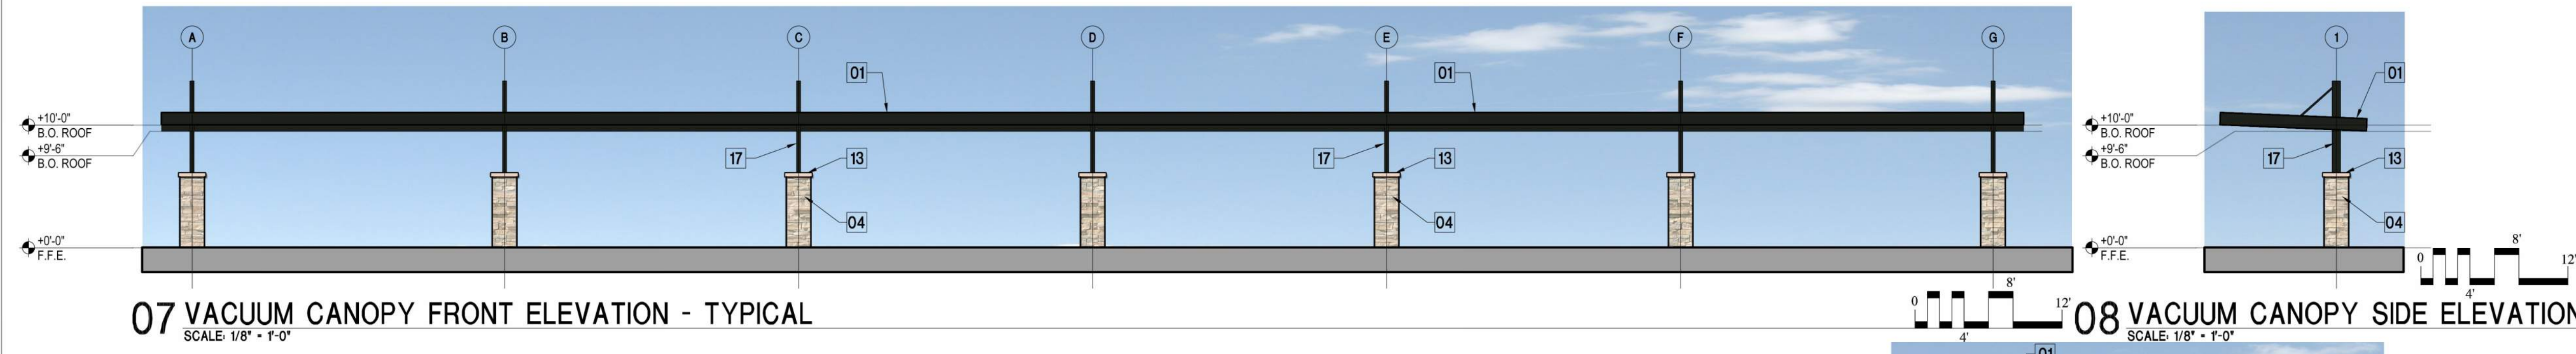 A B C D E F G
01 01
+10'-0"
B.O. ROOF
+9'-6"
B.O. ROOF
17 13 17 13
04 04
+0'-0"
F.F.E.
07 VACUUM CANOPY FRONT ELEVATION - TYPICAL
SCALE: 1/8" = 1'-0"
0 8' 12'
4'
1
01
+10'-0"
B.O. ROOF
+9'-6"
B.O. ROOF
17 13
04
+0'-0"
F.F.E.
0 8' 12'
4'
08 VACUUM CANOPY SIDE ELEVATION
SCALE: 1/8" = 1'-0"
01